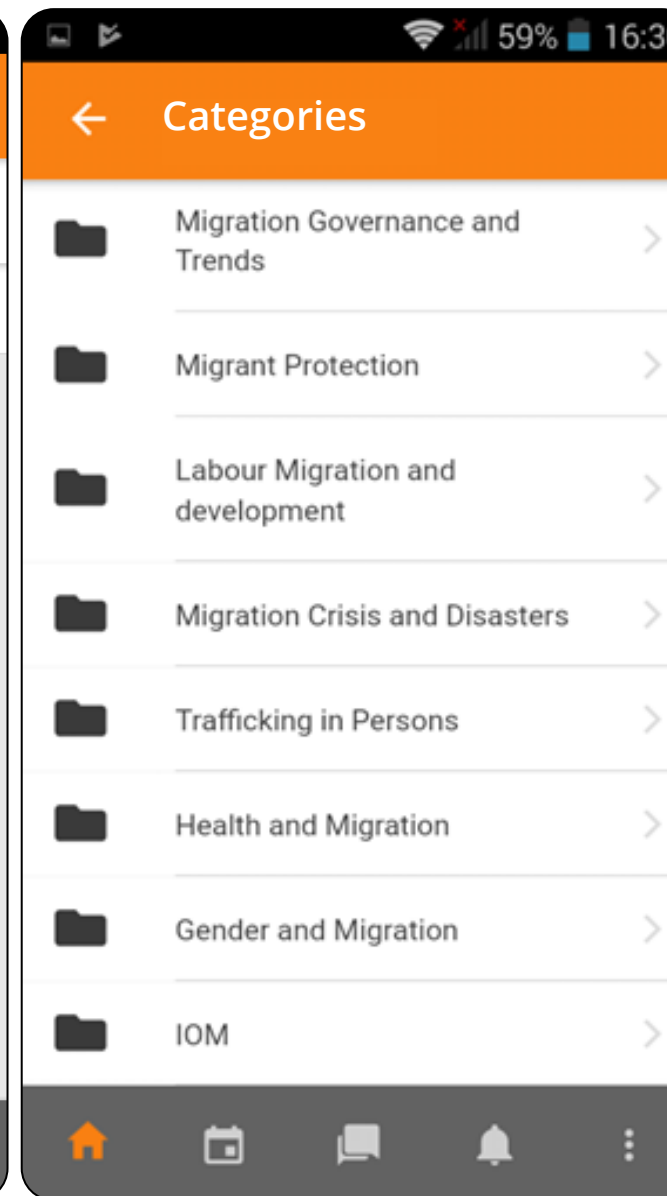 59% 16:3
Categories
Migration Governance and
Trends
Migrant Protection
Labour Migration and
development
Migration Crisis and Disasters
Trafficking in Persons
Health and Migration
Gender and Migration
IOM